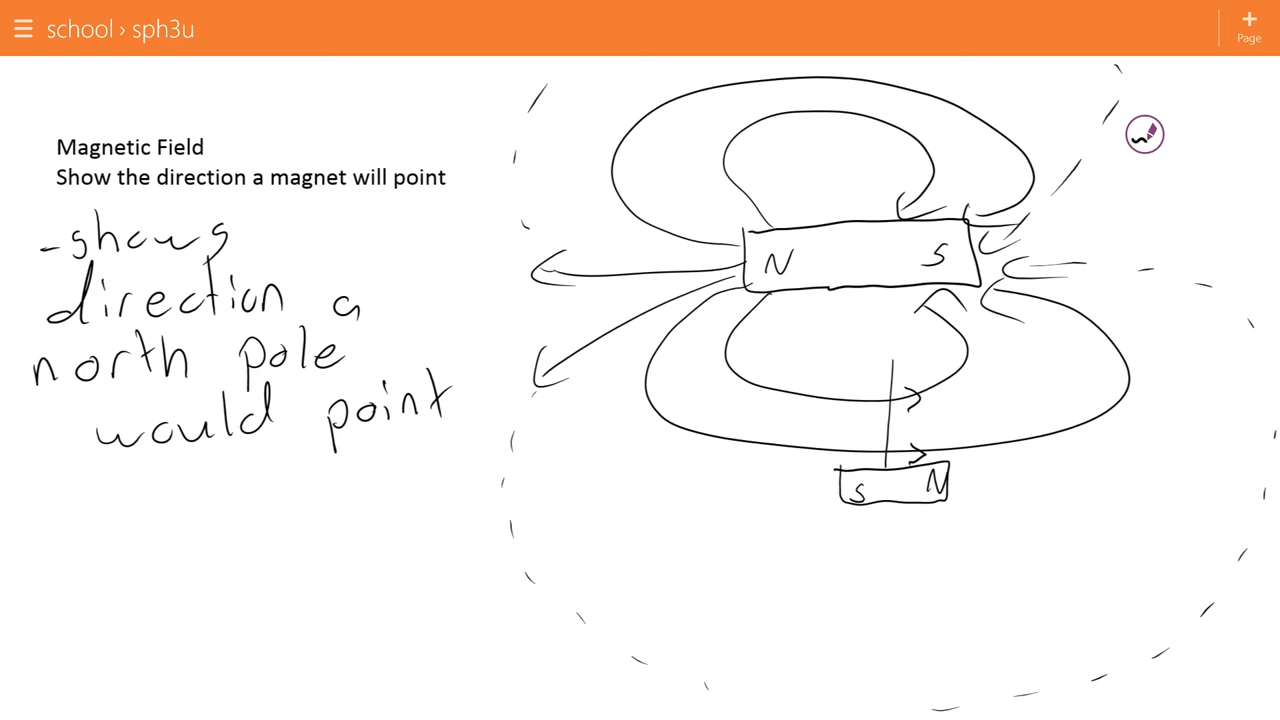 school › sph3u
Page
Magnetic Field
Show the direction a magnet will point
-shows
direction a
north pole
would point
N S
S N